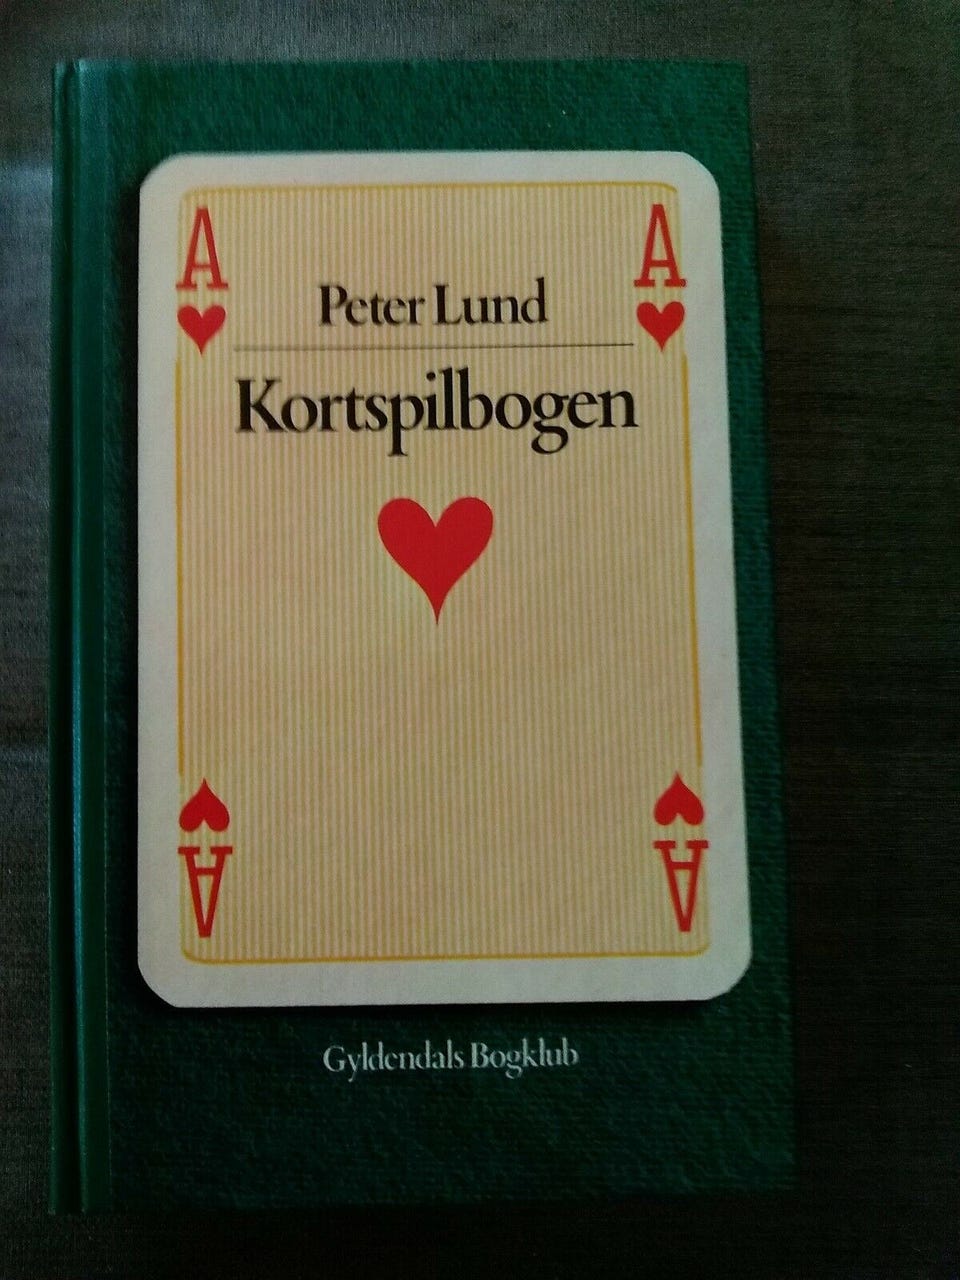 A A
Peter Lund
Kortspilbogen
A A
Gyldendals Bogklub